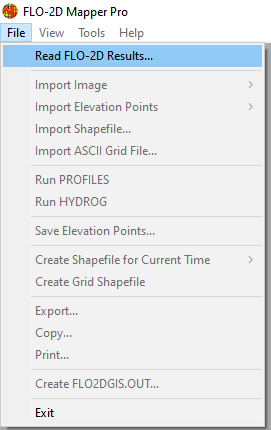 FLO-2D Mapper Pro
File View Tools Help
Read FLO-2D Results...
Import Image
Import Elevation Points
Import Shapefile...
Import ASCII Grid File...
Run PROFILES
Run HYDROG
Save Elevation Points...
Create Shapefile for Current Time
Create Grid Shapefile
Export...
Copy...
Print...
Create FLO2DGIS.OUT...
Exit